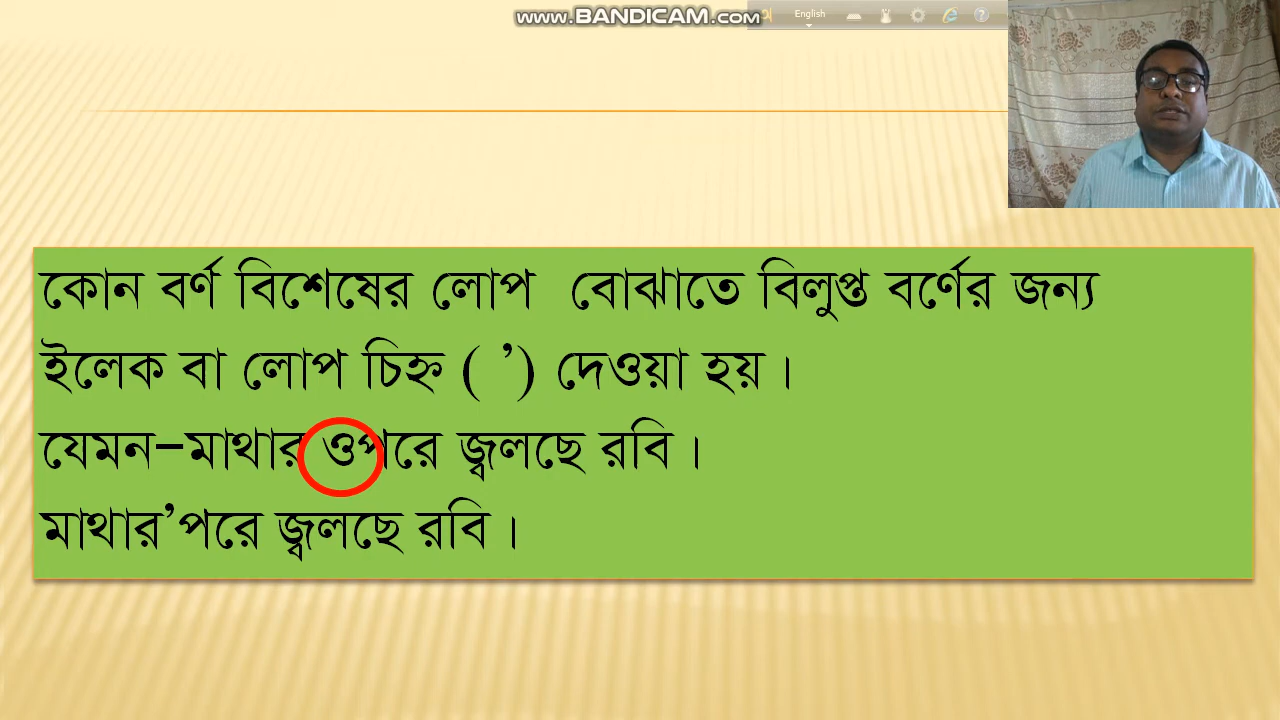 www.BANDICAM.com
English
কোন বর্ণ বিশেষের লোপ বোঝাতে বিলুপ্ত বর্ণের জন্য
ইলেক বা লোপ চিহ্ন ( ’) দেওয়া হয়।
যেমন–মাথার ওপরে জ্বলছে রবি।
মাথার’পরে জ্বলছে রবি।